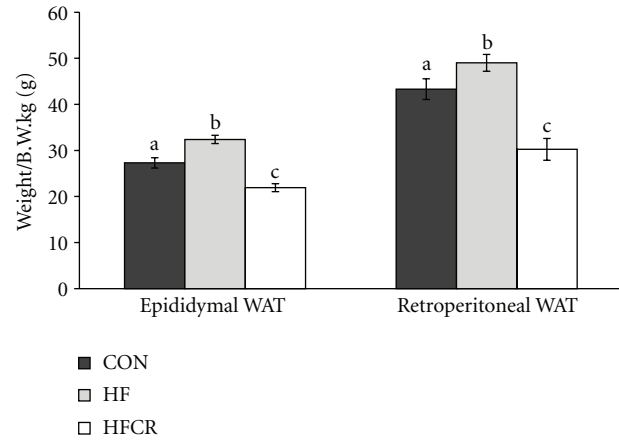 Weight/B.W.kg (g)
60
50
40
30
20
10
0
a
b
c
a
b
c
Epididymal WAT
Retroperitoneal WAT
CON
HF
HFCR